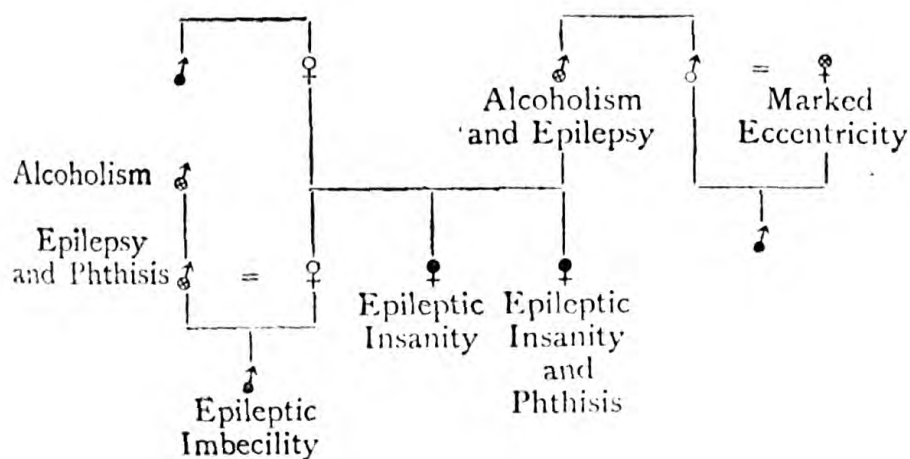 Alcoholism
and Epilepsy
Marked
Eccentricity
Alcoholism
Epilepsy
and Phthisis
=
=
Epileptic
Insanity
Epileptic
Insanity
and
Phthisis
Epileptic
Imbecility